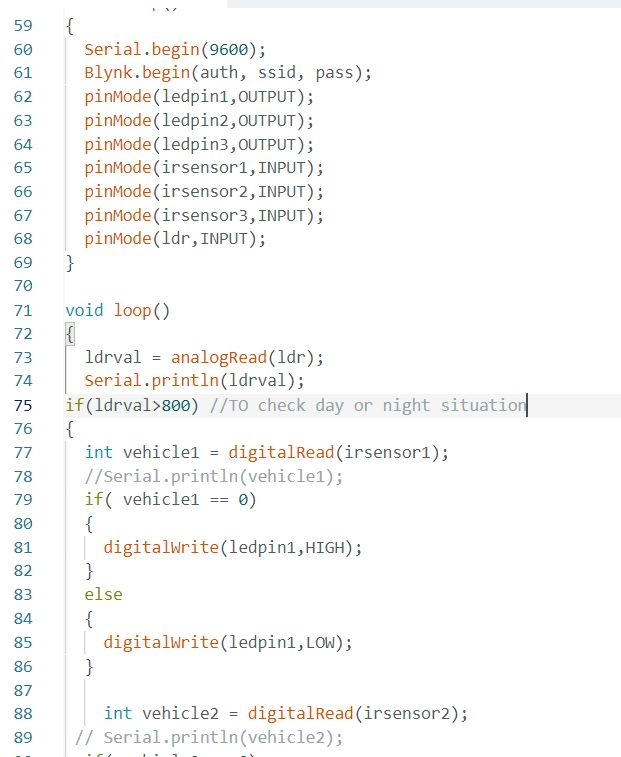 59 {
60   Serial.begin(9600);
61   Blynk.begin(auth, ssid, pass);
62   pinMode(ledpin1,OUTPUT);
63   pinMode(ledpin2,OUTPUT);
64   pinMode(ledpin3,OUTPUT);
65   pinMode(irsensor1,INPUT);
66   pinMode(irsensor2,INPUT);
67   pinMode(irsensor3,INPUT);
68   pinMode(ldr,INPUT);
69 }
70
71 void loop()
72 {
73   ldrval = analogRead(ldr);
74   Serial.println(ldrval);
75 if(ldrval>800) //TO check day or night situation
76 {
77   int vehicle1 = digitalRead(irsensor1);
78   //Serial.println(vehicle1);
79   if( vehicle1 == 0)
80   {
81     digitalWrite(ledpin1,HIGH);
82   }
83   else
84   {
85     digitalWrite(ledpin1,LOW);
86   }
87
88     int vehicle2 = digitalRead(irsensor2);
89  // Serial.println(vehicle2);